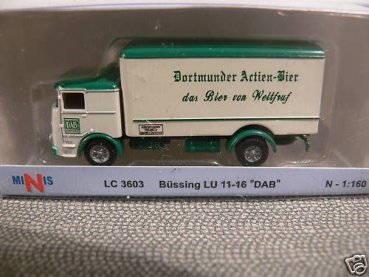 Dortmunder Actien-Bier
das Bier von Weltruf
DAB
MINIS
LC 3603 Büssing LU 11-16 "DAB" N - 1:160